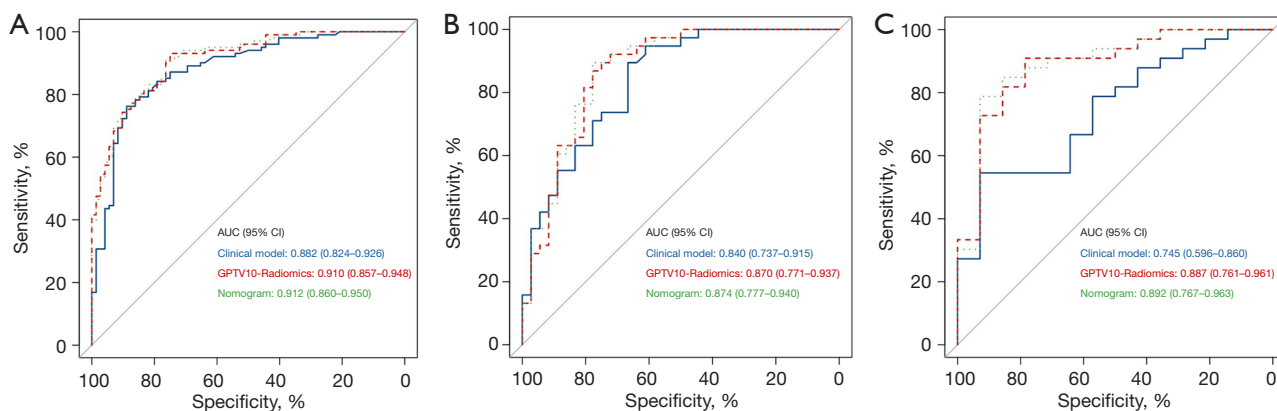 A
100
80
60
40
20
0
Sensitivity, %
AUC (95% CI)
Clinical model: 0.882 (0.824–0.926)
GPTV10-Radiomics: 0.910 (0.857–0.948)
Nomogram: 0.912 (0.860–0.950)
100 80 60 40 20 0
Specificity, %
B
100
80
60
40
20
0
Sensitivity, %
AUC (95% CI)
Clinical model: 0.840 (0.737–0.915)
GPTV10-Radiomics: 0.870 (0.771–0.937)
Nomogram: 0.874 (0.777–0.940)
100 80 60 40 20 0
Specificity, %
C
100
80
60
40
20
0
Sensitivity, %
AUC (95% CI)
Clinical model: 0.745 (0.596–0.860)
GPTV10-Radiomics: 0.887 (0.761–0.961)
Nomogram: 0.892 (0.767–0.963)
100 80 60 40 20 0
Specificity, %